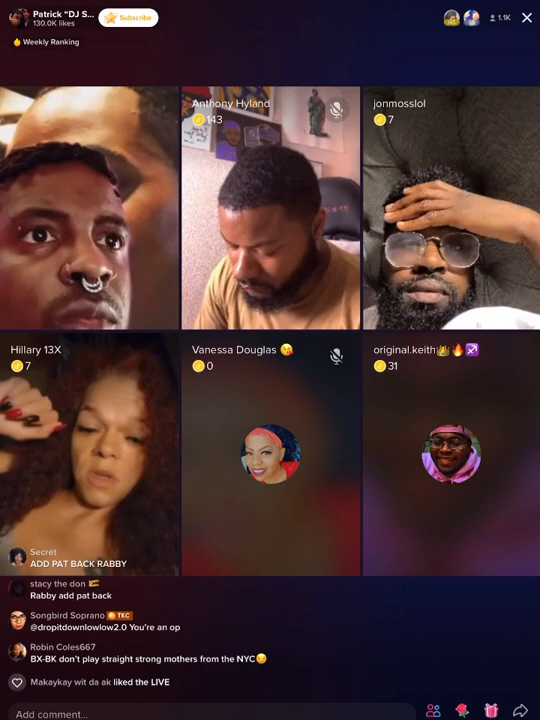 Patrick "DJ S...
130.0K likes
Subscribe
1.1K
Weekly Ranking
Anthony Hyland
143
jonmosslol
7
Hillary 13X
7
Vanessa Douglas 😘
0
original.keith👑🔥♐
31
Secrét
ADD PAT BACK RABBY
stacy the don
Rabby add pat back
Songbird Soprano TKC
@dropitdownlowlow2.0 You're an op
Robin Coles667
BX-BK don't play straight strong mothers from the NYC😏
Makaykay wit da ak liked the LIVE
Add comment...